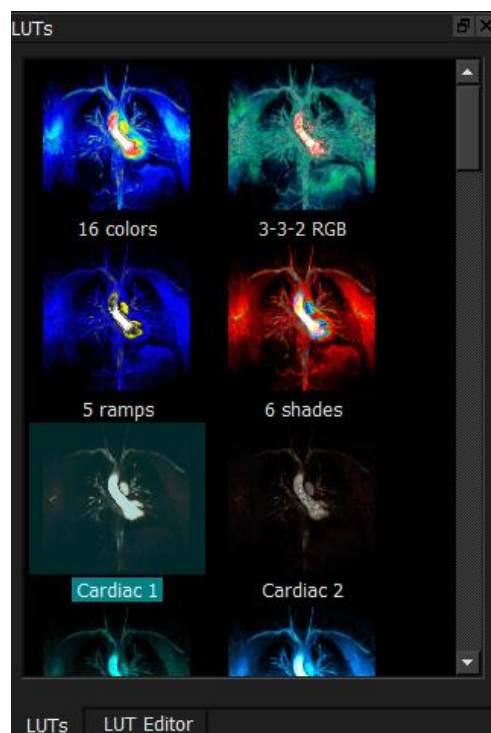 LUTs
16 colors
3-3-2 RGB
5 ramps
6 shades
Cardiac 1
Cardiac 2
LUTs
LUT Editor